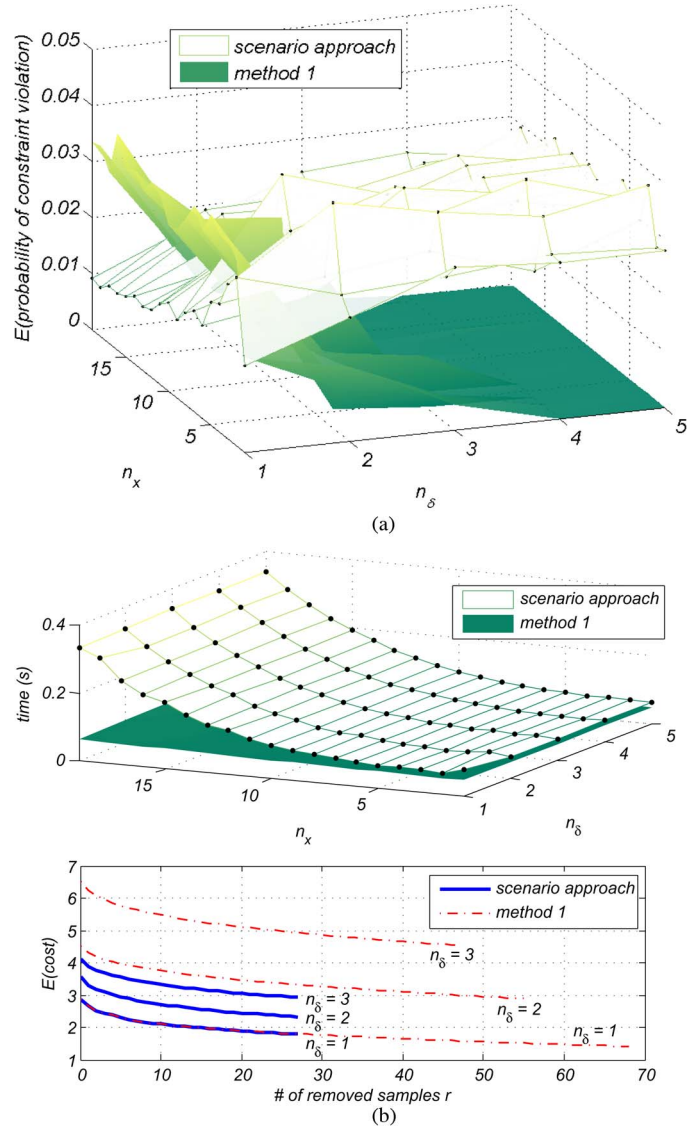 0.05
scenario approach
method 1
0.04
0.03
0.02
0.01
0
E(probability of constraint violation)
15
10
5
n_x
1
2
3
4
5
n_δ
(a)
scenario approach
method 1
0.4
0.2
0
time (s)
15
10
5
n_x
1
2
3
4
5
n_δ
7
6
5
4
3
2
1
E(cost)
scenario approach
method 1
n_δ = 3
n_δ = 3
n_δ = 2
n_δ = 2
n_δ = 1
n_δ = 1
0 10 20 30 40 50 60 70
# of removed samples r
(b)